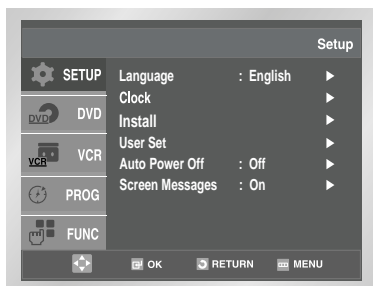 Setup
SETUP
Language : English ►
Clock ►
DVD DVD
Install ►
User Set ►
VCR VCR
Auto Power Off : Off ►
Screen Messages : On ►
PROG
FUNC
OK RETURN MENU